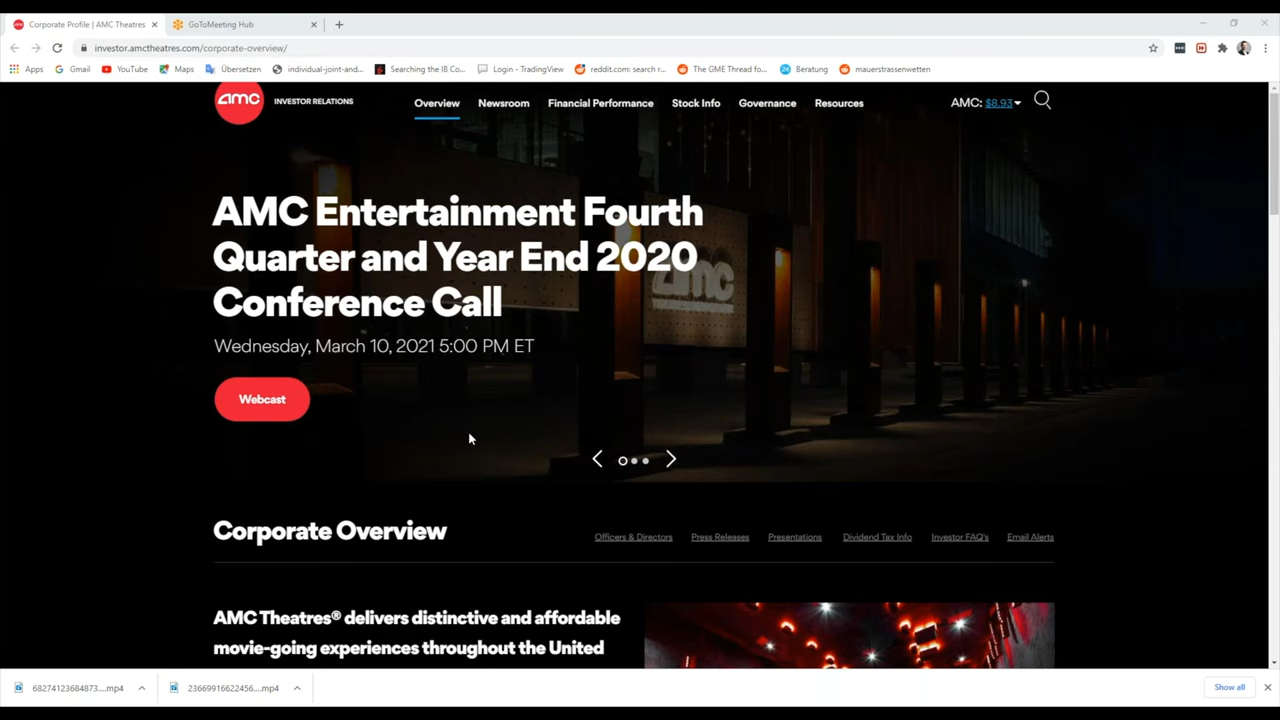 Corporate Profile | AMC Theatres
GoToMeeting Hub
investor.amctheatres.com/corporate-overview/
Apps Gmail YouTube Maps Übersetzen individual-joint-and... Searching the IB Co... Login - TradingView reddit.com: search r... The GME Thread fo... 24 Beratung mauerstrassenwetten
amc INVESTOR RELATIONS Overview Newsroom Financial Performance Stock Info Governance Resources AMC: $8.93
AMC Entertainment Fourth
Quarter and Year End 2020
Conference Call
amc
Wednesday, March 10, 2021 5:00 PM ET
Webcast
Corporate Overview
Officers & Directors Press Releases Presentations Dividend Tax Info Investor FAQ's Email Alerts
AMC Theatres® delivers distinctive and affordable
movie-going experiences throughout the United
68274123684873....mp4 23669916622456....mp4 Show all